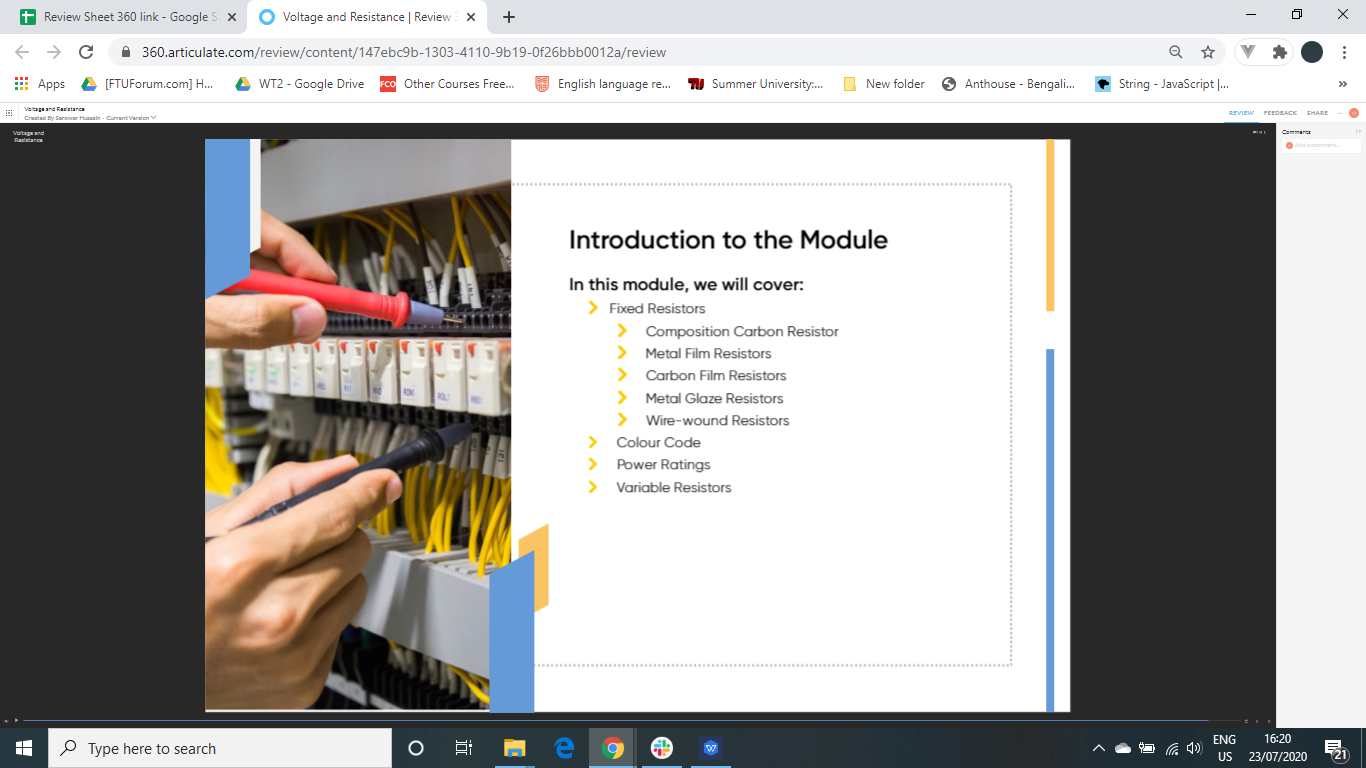 Review Sheet 360 link - Google S
Voltage and Resistance | Review
360.articulate.com/review/content/147ebc9b-1303-4110-9b19-0f26bbb0012a/review
Apps
[FTUForum.com] H...
WT2 - Google Drive
FCO
Other Courses Free...
English language re...
Summer University:...
New folder
Anthouse - Bengali...
String - JavaScript |...
Voltage and Resistance
Created By Sarowar Hussain - Current Version
REVIEW FEEDBACK SHARE
Voltage and
Resistance
Comments
Add a comment...
Introduction to the Module
In this module, we will cover:
Fixed Resistors
Composition Carbon Resistor
Metal Film Resistors
Carbon Film Resistors
Metal Glaze Resistors
Wire-wound Resistors
Colour Code
Power Ratings
Variable Resistors
Type here to search
ENG
US
16:20
23/07/2020
21